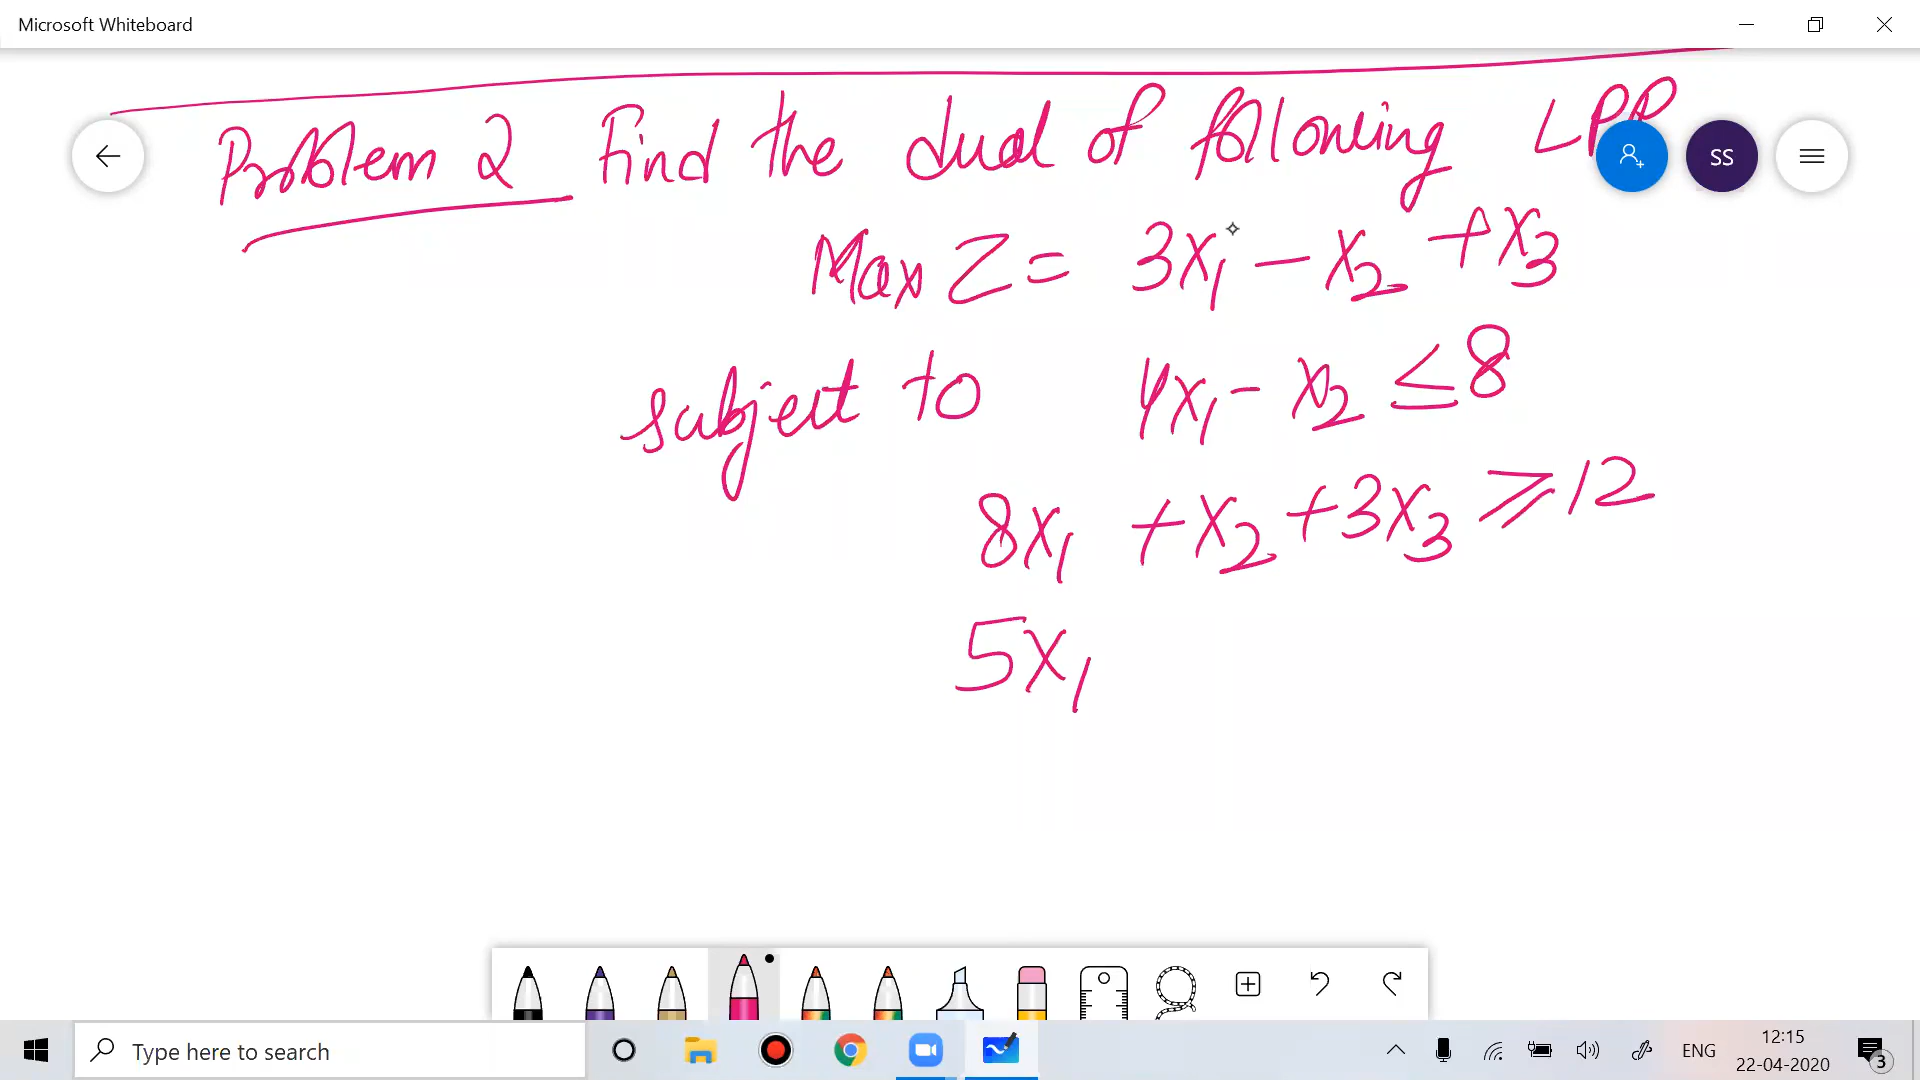 Microsoft Whiteboard
Problem 2 Find the dual of following LPP
SS
Max Z = 3x₁ - x₂ + x₃
subject to 4x₁ - x₂ ≤ 8
8x₁ + x₂ + 3x₃ ≥ 12
5x₁
Type here to search
ENG
12:15
22-04-2020
3